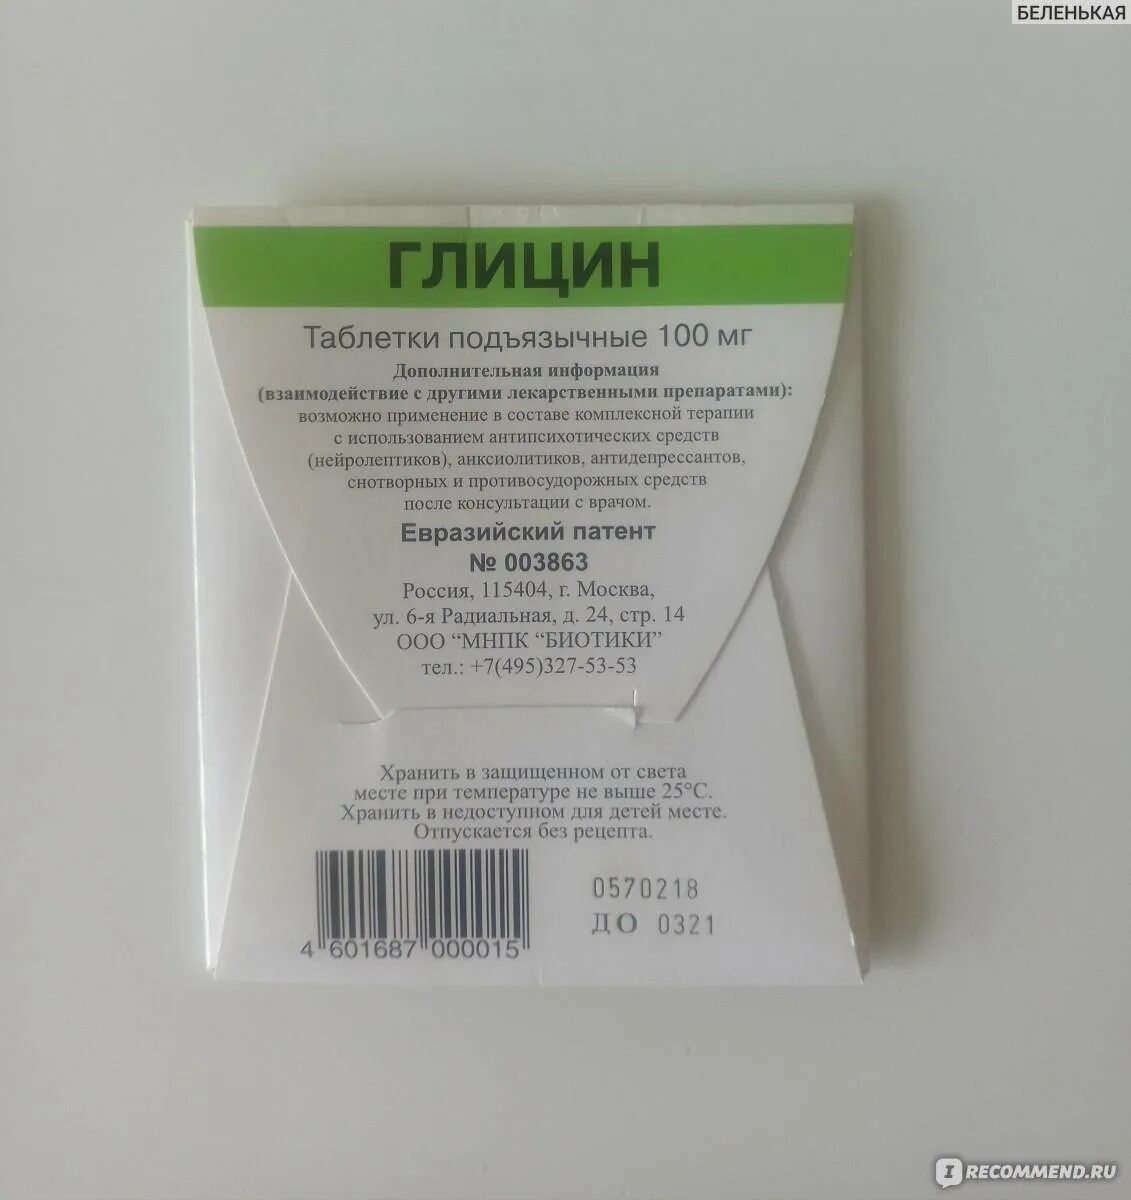 БЕЛЕНЬКАЯ
ГЛИЦИН
Таблетки подъязычные 100 мг
Дополнительная информация
(взаимодействие с другими лекарственными препаратами):
возможно применение в составе комплексной терапии
с использованием антипсихотических средств
(нейролептиков), анксиолитиков, антидепрессантов,
снотворных и противосудорожных средств
после консультации с врачом.
Евразийский патент
№ 003863
Россия, 115404, г. Москва,
ул. 6-я Радиальная, д. 24, стр. 14
ООО “МНПК “БИОТИКИ”
тел.: +7(495)327-53-53
Хранить в защищенном от света
месте при температуре не выше 25°С.
Хранить в недоступном для детей месте.
Отпускается без рецепта.
0570218
ДО 0321
4 601687 000015
I RECOMMEND.RU